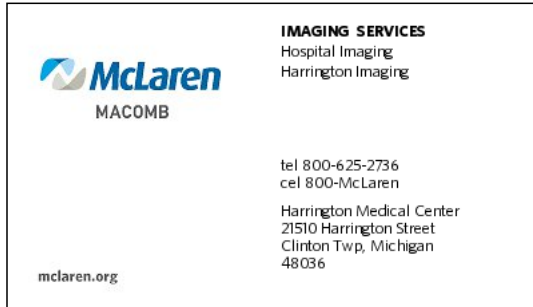 McLaren
MACOMB
mclaren.org
IMAGING SERVICES
Hospital Imaging
Harrington Imaging
tel 800-625-2736
cel 800-McLaren
Harrington Medical Center
21510 Harrington Street
Clinton Twp, Michigan
48036